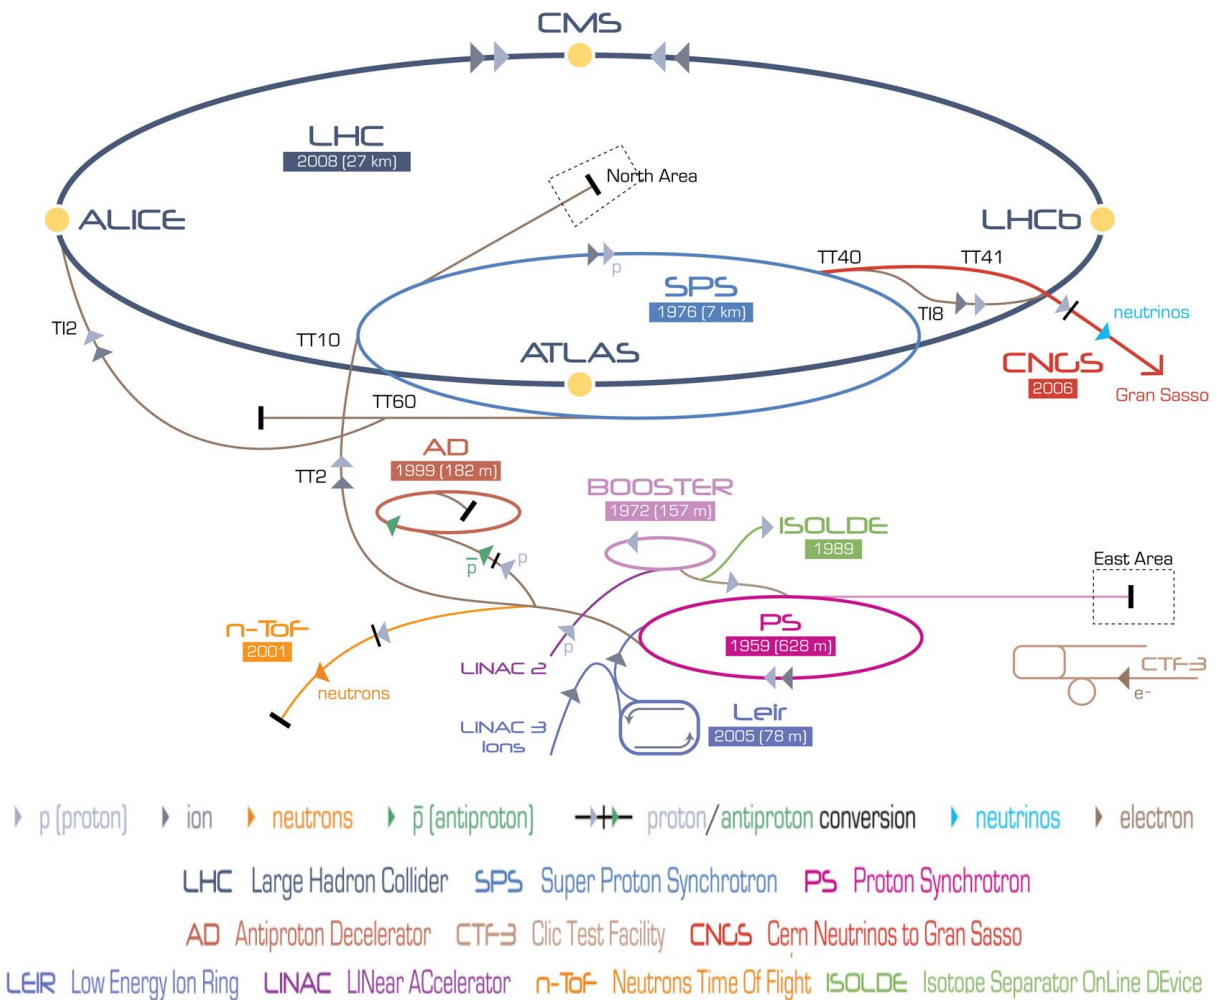 CMS
LHC
2008 (27 km)
North Area
ALICE
LHCb
p
TT40
TT41
SPS
1976 (7 km)
TI8
neutrinos
TI2
TT10
ATLAS
CNGS
2006
Gran Sasso
TT60
AD
1999 (182 m)
TT2
BOOSTER
1972 (157 m)
ISOLDE
1989
p
p̅
East Area
n-ToF
2001
PS
1959 (628 m)
LINAC 2
p
neutrons
CTF-3
e-
LINAC 3
Ions
Leir
2005 (78 m)
p (proton) ion neutrons p̅ (antiproton) proton/antiproton conversion neutrinos electron
LHC Large Hadron Collider SPS Super Proton Synchrotron PS Proton Synchrotron
AD Antiproton Decelerator CTF-3 Clic Test Facility CNGS Cern Neutrinos to Gran Sasso
LEIR Low Energy Ion Ring LINAC LINear ACcelerator n-ToF Neutrons Time Of Flight ISOLDE Isotope Separator OnLine DEvice